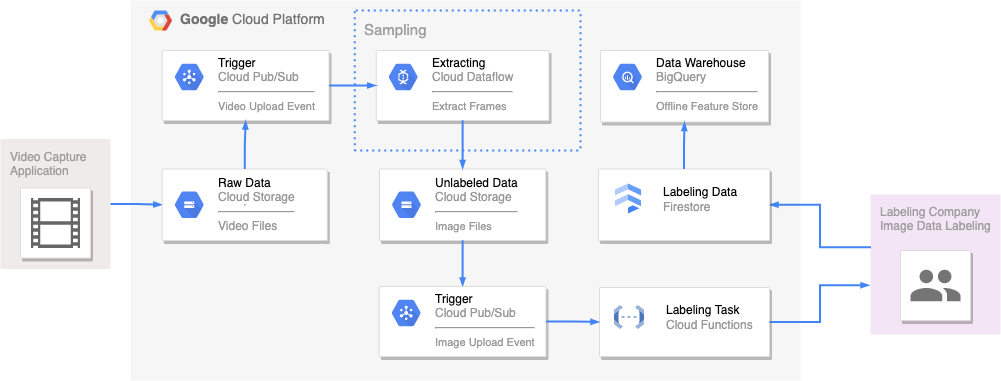 Google Cloud Platform
Sampling
Trigger
Cloud Pub/Sub
Video Upload Event
Extracting
Cloud Dataflow
Extract Frames
Data Warehouse
BigQuery
Offline Feature Store
Video Capture
Application
Raw Data
Cloud Storage
Video Files
Unlabeled Data
Cloud Storage
Image Files
Labeling Data
Firestore
Labeling Company
Image Data Labeling
Trigger
Cloud Pub/Sub
Image Upload Event
Labeling Task
Cloud Functions